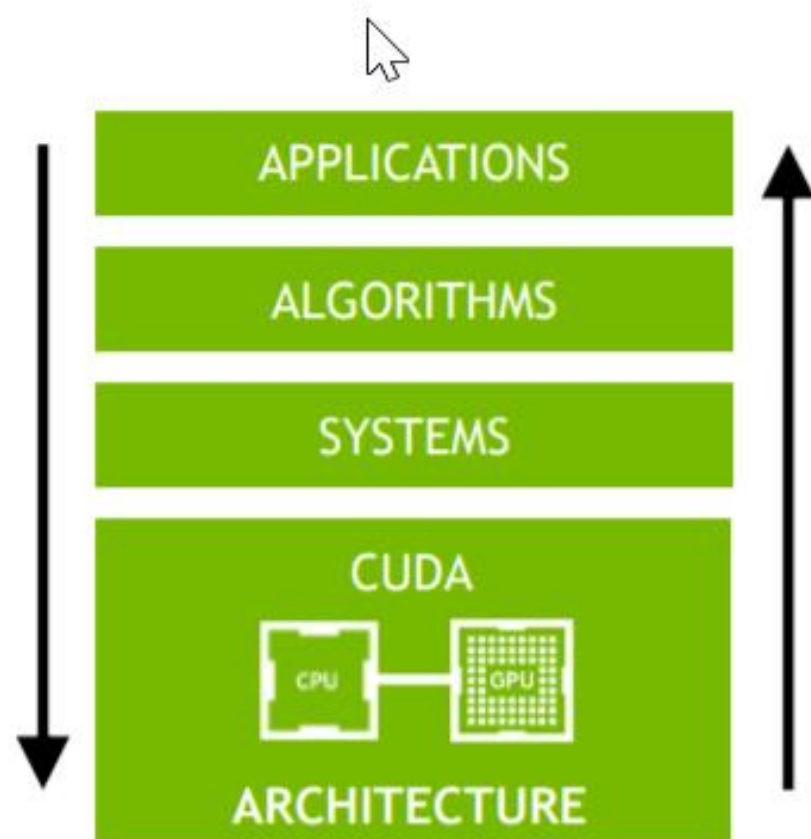 APPLICATIONS
ALGORITHMS
SYSTEMS
CUDA
CPU GPU
ARCHITECTURE